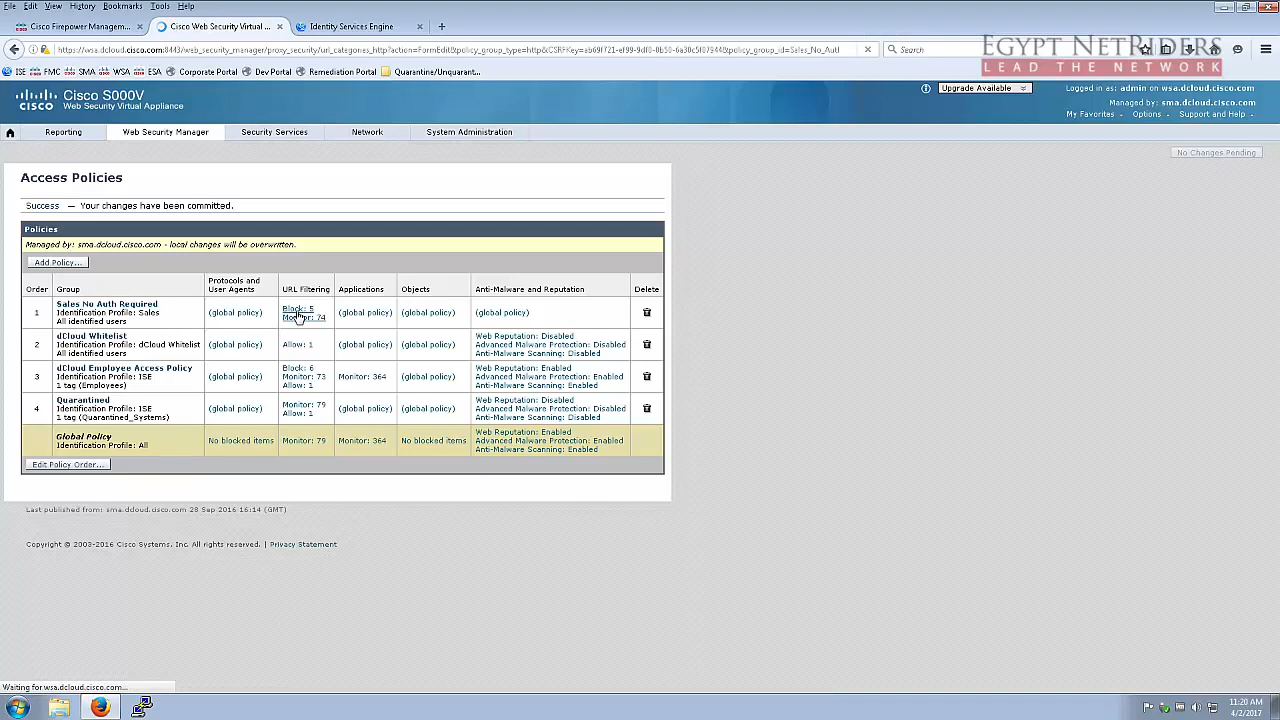 File Edit View History Bookmarks Tools Help
Cisco Firepower Managem... × Cisco Web Security Virtual ... × Identity Services Engine × +
Search
EGYPT NETRIDERS
LEAD THE NETWORK
ISE FMC SMA WSA ESA Corporate Portal Dev Portal Remediation Portal Quarantine/Unquarant...
cisco
Cisco S000V
Web Security Virtual Appliance
Upgrade Available
Logged in as: admin on wsa.dcloud.cisco.com
Managed by: sma.dcloud.cisco.com
My Favorites Options Support and Help
Reporting Web Security Manager Security Services Network System Administration
No Changes Pending
Access Policies
Success — Your changes have been committed.
Policies
Managed by: sma.dcloud.cisco.com - local changes will be overwritten.
Add Policy...
Order Group Protocols and User Agents URL Filtering Applications Objects Anti-Malware and Reputation Delete
1 Sales No Auth Required
Identification Profile: Sales
All identified users
(global policy)
Block: 5
Monitor: 74
(global policy) (global policy) (global policy)
2 dCloud Whitelist
Identification Profile: dCloud Whitelist
All identified users
(global policy) Allow: 1 (global policy) (global policy)
Web Reputation: Disabled
Advanced Malware Protection: Disabled
Anti-Malware Scanning: Disabled
3 dCloud Employee Access Policy
Identification Profile: ISE
1 tag (Employees)
(global policy)
Block: 6
Monitor: 73
Allow: 1
Monitor: 364 (global policy)
Web Reputation: Enabled
Advanced Malware Protection: Enabled
Anti-Malware Scanning: Enabled
4 Quarantined
Identification Profile: ISE
1 tag (Quarantined_Systems)
(global policy)
Monitor: 79
Allow: 1
(global policy) (global policy)
Web Reputation: Disabled
Advanced Malware Protection: Disabled
Anti-Malware Scanning: Disabled
Global Policy
Identification Profile: All
No blocked items Monitor: 79 Monitor: 364 No blocked items
Web Reputation: Enabled
Advanced Malware Protection: Enabled
Anti-Malware Scanning: Enabled
Edit Policy Order...
Last published from: sma.dcloud.cisco.com 28 Sep 2016 16:14 (GMT)
Copyright © 2003-2016 Cisco Systems, Inc. All rights reserved. | Privacy Statement
Waiting for wsa.dcloud.cisco.com...
11:20 AM
4/2/2017